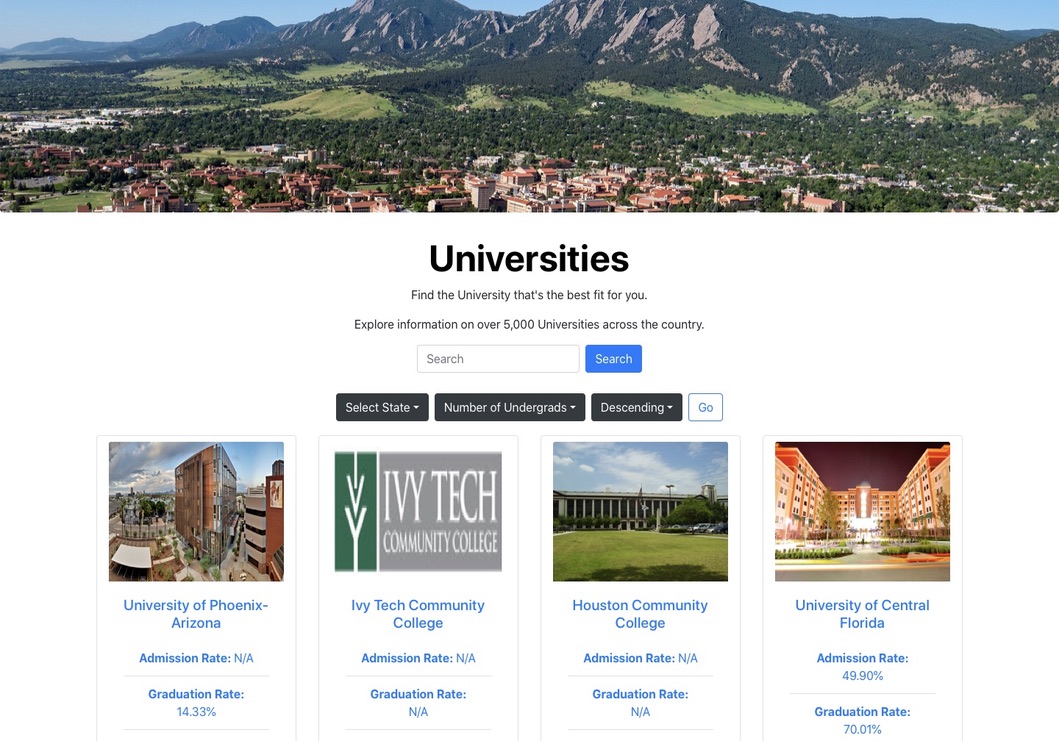 Universities
Find the University that's the best fit for you.
Explore information on over 5,000 Universities across the country.
Search
Search
Select State
Number of Undergrads
Descending
Go
IVY TECH
COMMUNITY COLLEGE
University of Phoenix-
Arizona
Admission Rate: N/A
Graduation Rate:
14.33%
Ivy Tech Community
College
Admission Rate: N/A
Graduation Rate:
N/A
Houston Community
College
Admission Rate: N/A
Graduation Rate:
N/A
University of Central
Florida
Admission Rate:
49.90%
Graduation Rate:
70.01%